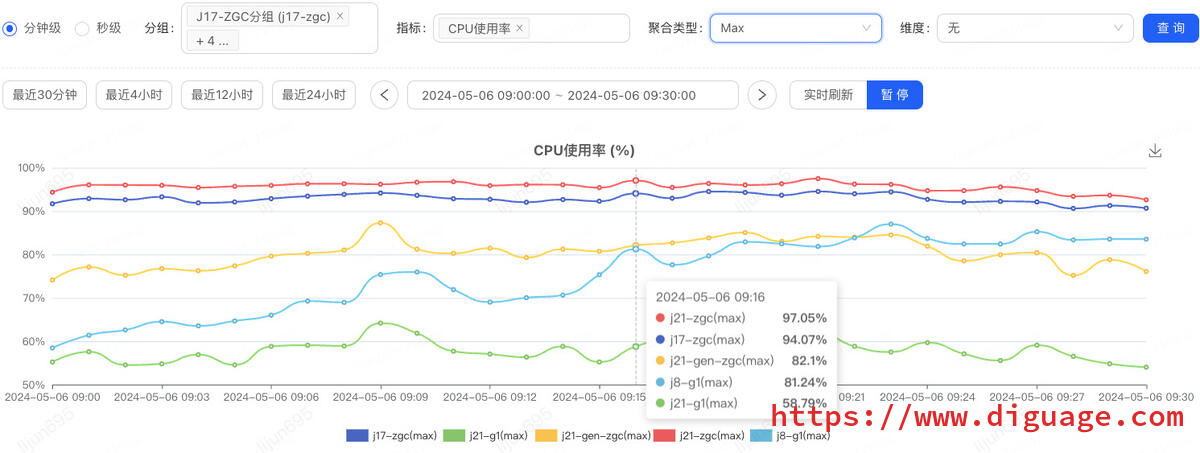 分钟级 秒级 分组: J17-ZGC分组 (j17-zgc) × 指标: CPU使用率 × 聚合类型: Max 维度: 无 查 询
+ 4 ...
最近30分钟 最近4小时 最近12小时 最近24小时 < 2024-05-06 09:00:00 ~ 2024-05-06 09:30:00 > 实时刷新 暂 停
CPU使用率 (%)
100%
90%
80%
70%
60%
50%
2024-05-06 09:16
j21-zgc(max) 97.05%
j17-zgc(max) 94.07%
j21-gen-zgc(max) 82.1%
j8-g1(max) 81.24%
j21-g1(max) 58.79%
2024-05-06 09:00 2024-05-06 09:03 2024-05-06 09:06 2024-05-06 09:09 2024-05-06 09:12 2024-05-06 09:15 09:21 2024-05-06 09:24 2024-05-06 09:27 2024-05-06 09:30
https://www.diguage.com
j17-zgc(max) j21-g1(max) j21-gen-zgc(max) j21-zgc(max) j8-g1(max)
lijun695